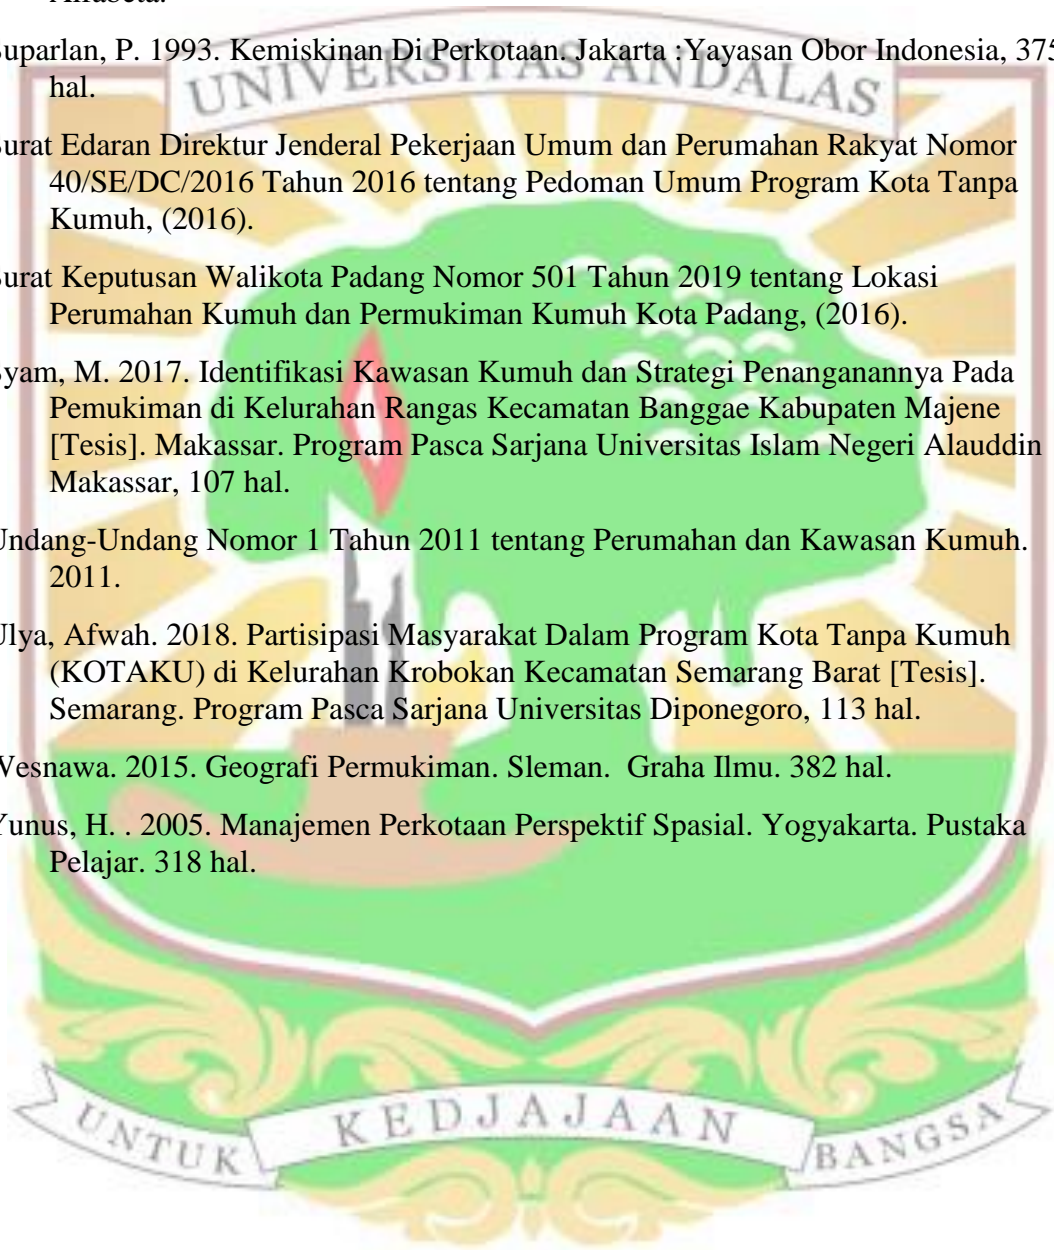 Alfabeta.
uparlan, P. 1993. Kemiskinan Di Perkotaan. Jakarta :Yayasan Obor Indonesia, 375
hal.
UNIVERSITAS ANDALAS
urat Edaran Direktur Jenderal Pekerjaan Umum dan Perumahan Rakyat Nomor
40/SE/DC/2016 Tahun 2016 tentang Pedoman Umum Program Kota Tanpa
Kumuh, (2016).
urat Keputusan Walikota Padang Nomor 501 Tahun 2019 tentang Lokasi
Perumahan Kumuh dan Permukiman Kumuh Kota Padang, (2016).
yam, M. 2017. Identifikasi Kawasan Kumuh dan Strategi Penanganannya Pada
Pemukiman di Kelurahan Rangas Kecamatan Banggae Kabupaten Majene
[Tesis]. Makassar. Program Pasca Sarjana Universitas Islam Negeri Alauddin
Makassar, 107 hal.
Undang-Undang Nomor 1 Tahun 2011 tentang Perumahan dan Kawasan Kumuh.
2011.
Ulya, Afwah. 2018. Partisipasi Masyarakat Dalam Program Kota Tanpa Kumuh
(KOTAKU) di Kelurahan Krobokan Kecamatan Semarang Barat [Tesis].
Semarang. Program Pasca Sarjana Universitas Diponegoro, 113 hal.
Wesnawa. 2015. Geografi Permukiman. Sleman. Graha Ilmu. 382 hal.
Yunus, H. . 2005. Manajemen Perkotaan Perspektif Spasial. Yogyakarta. Pustaka
Pelajar. 318 hal.
UNTUK KEDJAJAAN BANGSA